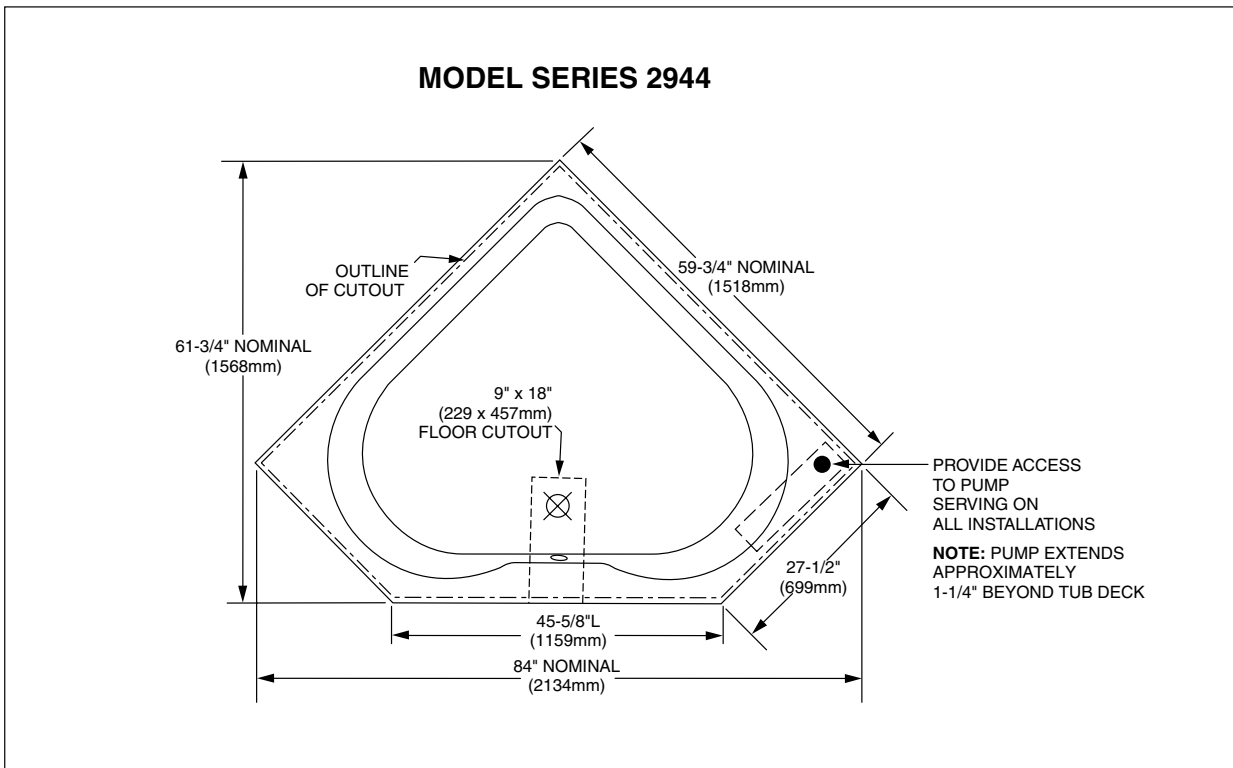 MODEL SERIES 2944
59-3/4" NOMINAL
(1518mm)
OUTLINE
OF CUTOUT
61-3/4" NOMINAL
(1568mm)
9" x 18"
(229 x 457mm)
FLOOR CUTOUT
PROVIDE ACCESS
TO PUMP
SERVING ON
ALL INSTALLATIONS
NOTE: PUMP EXTENDS
APPROXIMATELY
1-1/4" BEYOND TUB DECK
27-1/2"
(699mm)
45-5/8"L
(1159mm)
84" NOMINAL
(2134mm)